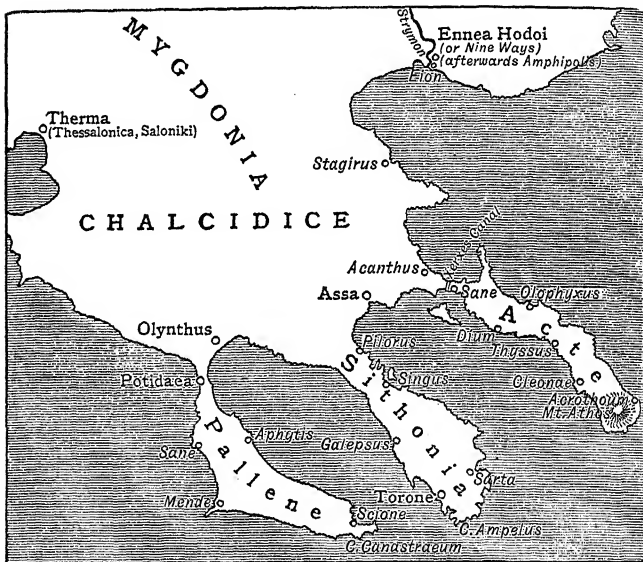 Strymon
Ennea Hodoi
(or Nine Ways)
(afterwards Amphipolis)
Eion
MYGDONIA
Therma
(Thessalonica, Saloniki)
Stagirus
CHALCIDICE
Acanthus
Xerxes Canal
Sane
Assa
Olophyxus
Acte
Olynthus
Pilorus
Dium
Thyssus
Sithonia
Singus
Potidaea
Cleonae
Acrothoum
Mt. Athos
Pallene
Aphytis
Sane
Galepsus
Sarta
Mende
Torone
Scione
C. Ampelus
C. Canastraeum